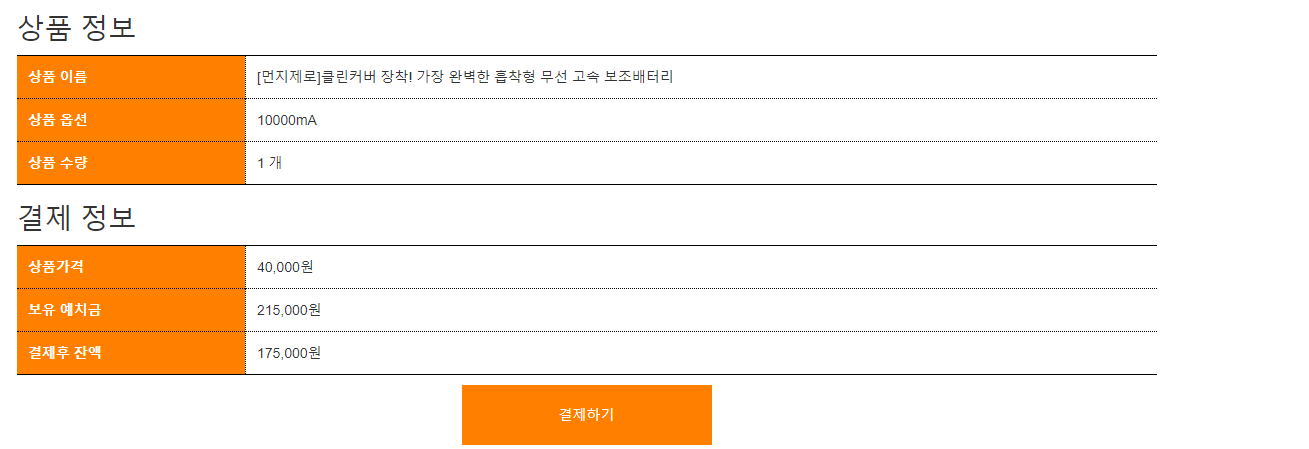 상품 정보
상품 이름 [먼지제로]클린커버 장착! 가장 완벽한 흡착형 무선 고속 보조배터리
상품 옵션 10000mA
상품 수량 1 개
결제 정보
상품가격 40,000원
보유 예치금 215,000원
결제후 잔액 175,000원
결제하기